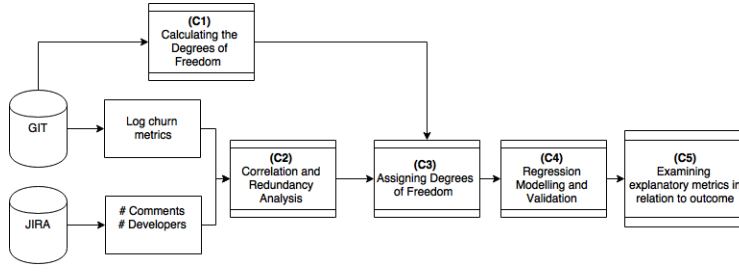 (C1)
Calculating the
Degrees of
Freedom
GIT
Log churn
metrics
(C2)
Correlation and
Redundancy
Analysis
(C3)
Assigning Degrees
of Freedom
(C4)
Regression
Modelling and
Validation
(C5)
Examining
explanatory metrics in
relation to outcome
JIRA
# Comments
# Developers